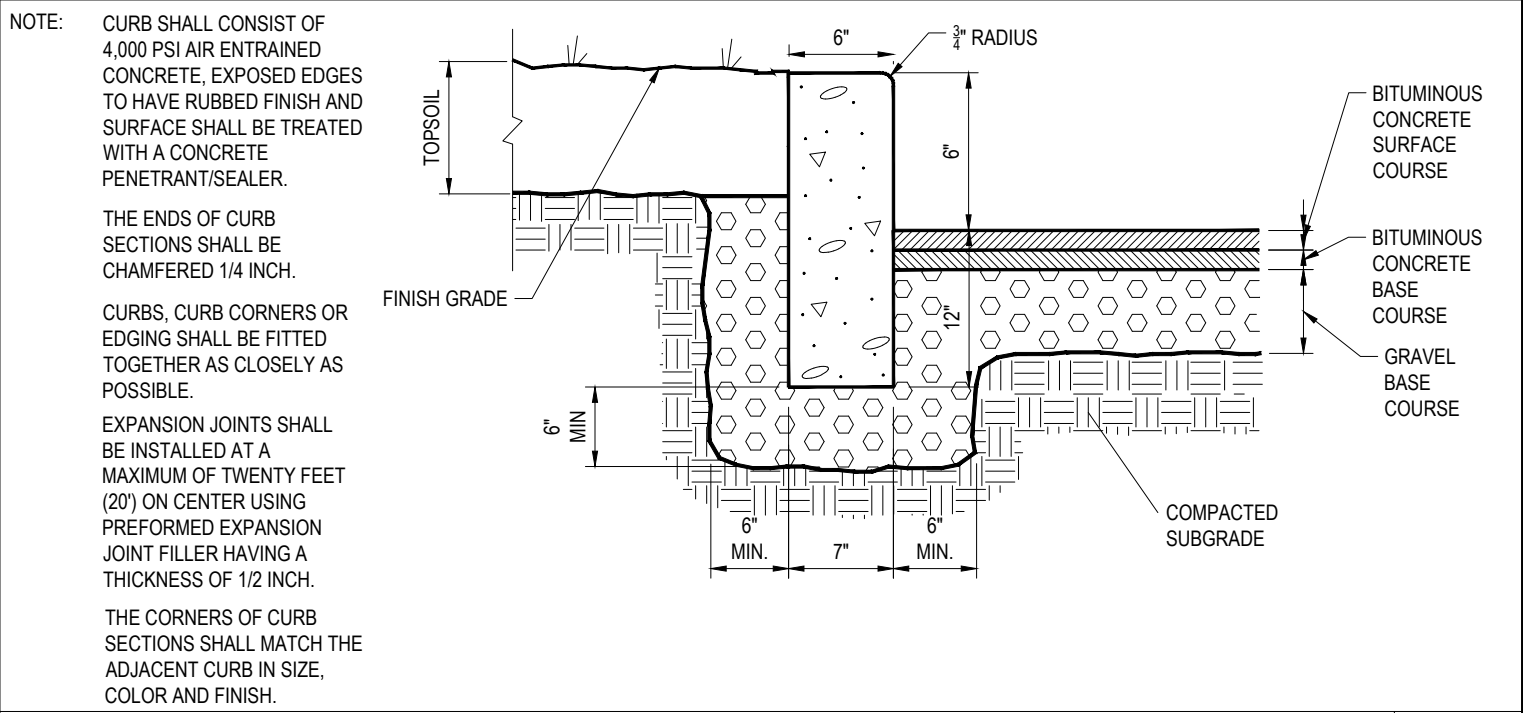 NOTE:
CURB SHALL CONSIST OF
4,000 PSI AIR ENTRAINED
CONCRETE, EXPOSED EDGES
TO HAVE RUBBED FINISH AND
SURFACE SHALL BE TREATED
WITH A CONCRETE
PENETRANT/SEALER.
THE ENDS OF CURB
SECTIONS SHALL BE
CHAMFERED 1/4 INCH.
CURBS, CURB CORNERS OR
EDGING SHALL BE FITTED
TOGETHER AS CLOSELY AS
POSSIBLE.
EXPANSION JOINTS SHALL
BE INSTALLED AT A
MAXIMUM OF TWENTY FEET
(20') ON CENTER USING
PREFORMED EXPANSION
JOINT FILLER HAVING A
THICKNESS OF 1/2 INCH.
THE CORNERS OF CURB
SECTIONS SHALL MATCH THE
ADJACENT CURB IN SIZE,
COLOR AND FINISH.
TOPSOIL
FINISH GRADE
6"
3/4" RADIUS
6"
12"
6"
MIN
6"
MIN.
7"
6"
MIN.
BITUMINOUS
CONCRETE
SURFACE
COURSE
BITUMINOUS
CONCRETE
BASE
COURSE
GRAVEL
BASE
COURSE
COMPACTED
SUBGRADE